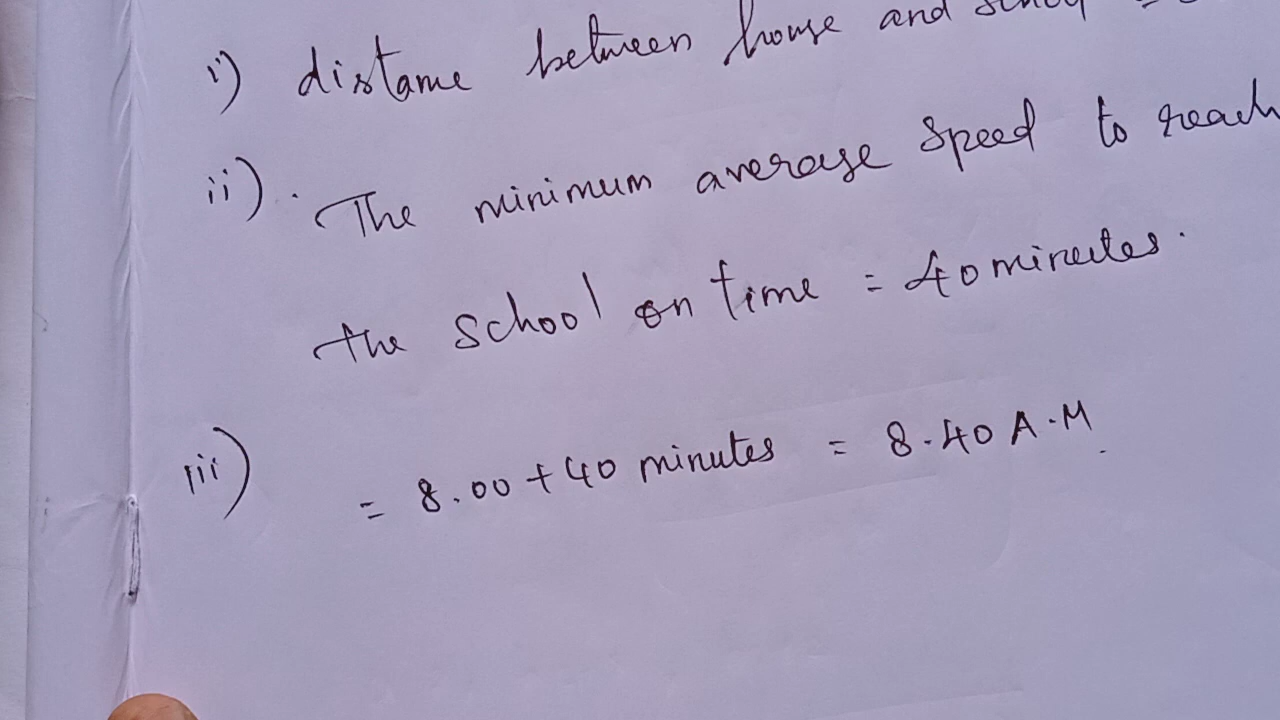 i) distame between house and
ii). The minimum average speed to reach
the school on time = 40 minutes.
iii) = 8.00 + 40 minutes = 8.40 A.M